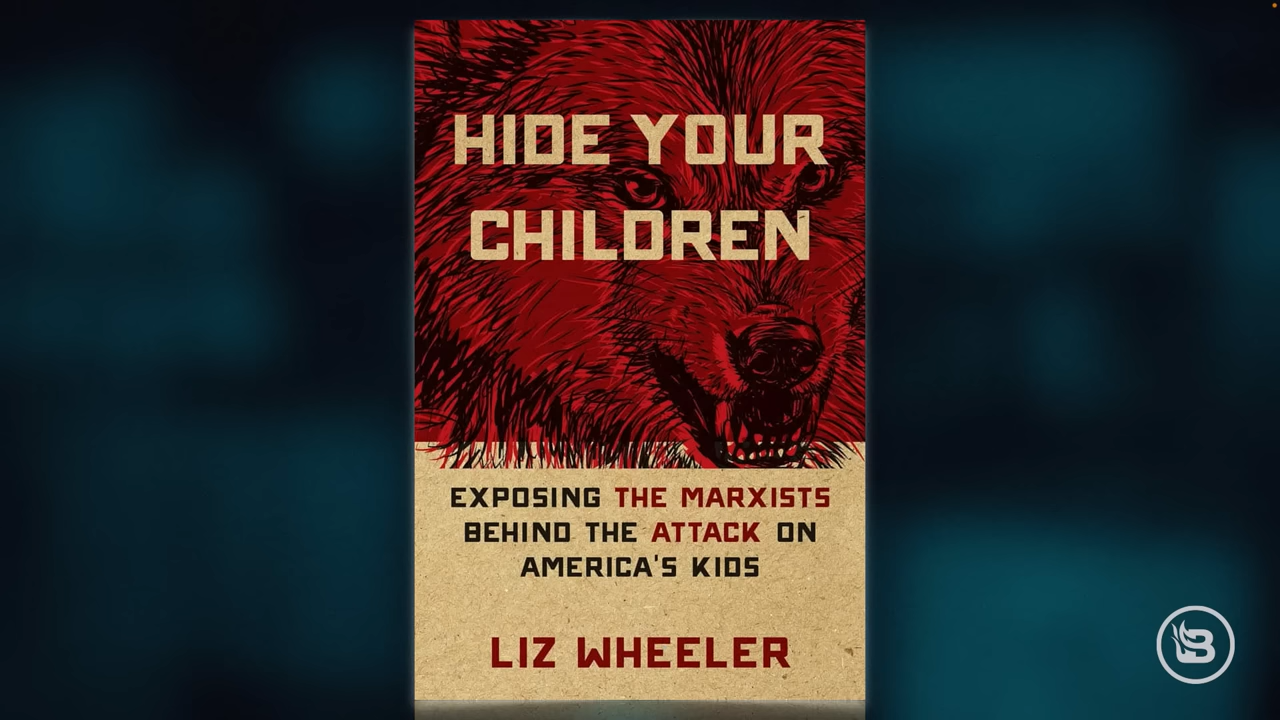 HIDE YOUR
CHILDREN
EXPOSING THE MARXISTS
BEHIND THE ATTACK ON
AMERICA'S KIDS
LIZ WHEELER
B